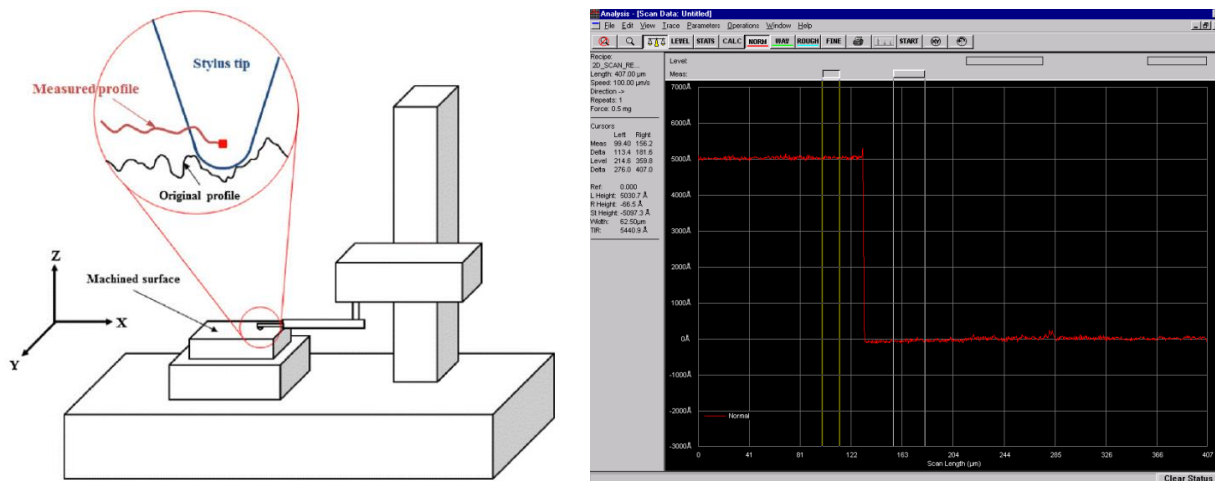 Stylus tip
Measured profile
Original profile
Machined surface
Z
X
Y
Analysis - [Scan Data: Untitled]
File Edit View Trace Parameters Operations Window Help
LEVEL STATS CALC NORM WAV ROUGH FINE START
Recipe:
2D_SCAN_RE...
Length: 407.00 µm
Speed: 100.00 µm/s
Direction ->
Repeats: 1
Force: 0.5 mg
Cursors
Left Right
Meas 99.40 156.2
Delta 113.4 181.6
Level 214.6 359.8
Delta 276.0 407.0
Ref: 0.000
L Height: 5030.7 Å
R Height: -66.5 Å
St Height: -5097.3 Å
Width: 62.50µm
TIR: 5440.9 Å
Level:
Meas:
7000Å
6000Å
5000Å
4000Å
3000Å
2000Å
1000Å
0Å
-1000Å
-2000Å
-3000Å
Normal
0 41 81 122 163 204 244 285 326 366 407
Scan Length (µm)
Clear Status